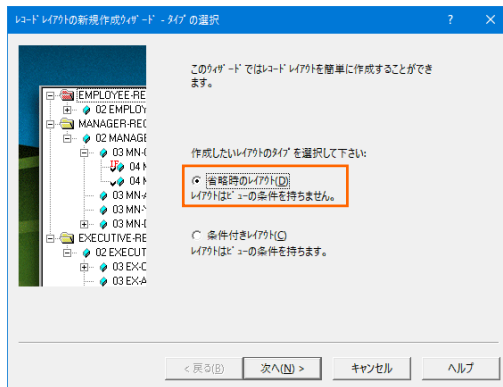 レコード レイアウトの新規作成ウィザード - タイプの選択
? X
このウィザードではレコード レイアウトを簡単に作成することができ
ます。
EMPLOYEE-RE
02 EMPLOY
MANAGER-REC
02 MANAGE
03 MN-
04
04
03 MN-
03 MN-
03 MN-
EXECUTIVE-RE
02 EXECUT
03 EX-C
03 EX-A
作成したいレイアウトのタイプを選択して下さい:
省略時のレイアウト(D)
レイアウトはビューの条件を持ちません。
条件付きレイアウト(C)
レイアウトはビューの条件を持ちます。
< 戻る(B)
次へ(N) >
キャンセル
ヘルプ